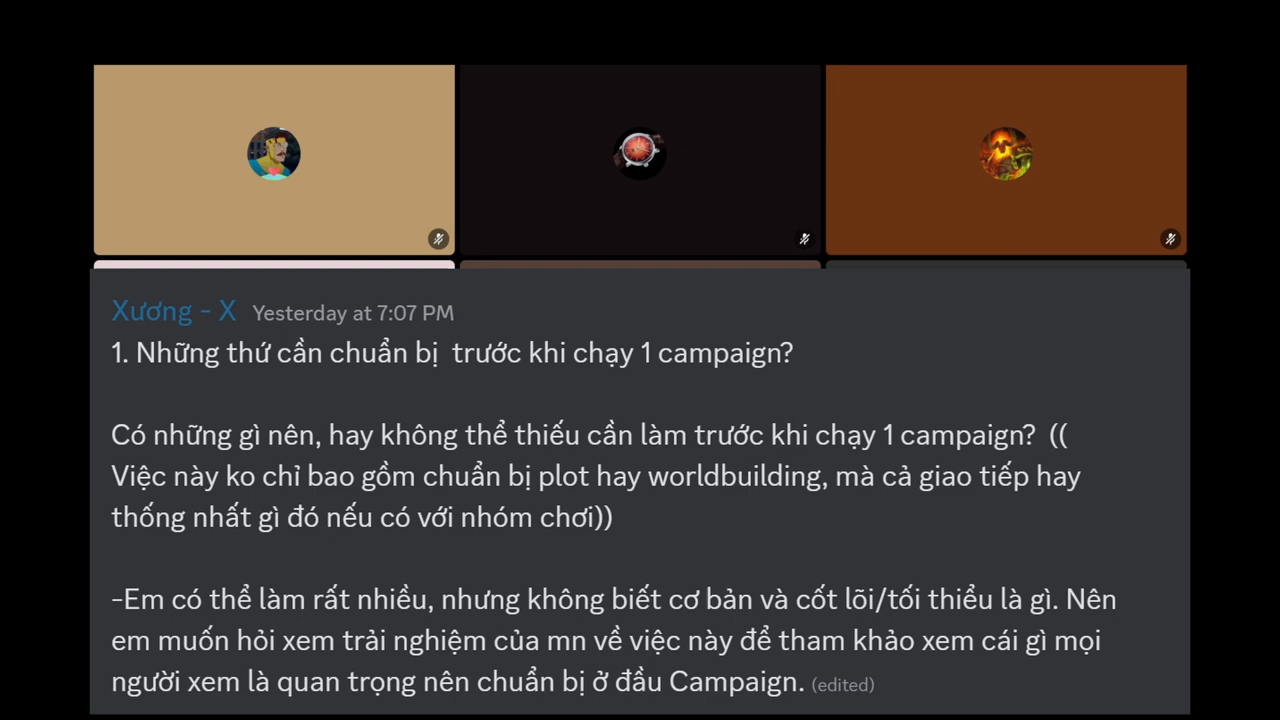 Xương - X Yesterday at 7:07 PM
1. Những thứ cần chuẩn bị  trước khi chạy 1 campaign?
Có những gì nên, hay không thể thiếu cần làm trước khi chạy 1 campaign?  ((
Việc này ko chỉ bao gồm chuẩn bị plot hay worldbuilding, mà cả giao tiếp hay
thống nhất gì đó nếu có với nhóm chơi))
-Em có thể làm rất nhiều, nhưng không biết cơ bản và cốt lõi/tối thiểu là gì. Nên
em muốn hỏi xem trải nghiệm của mn về việc này để tham khảo xem cái gì mọi
người xem là quan trọng nên chuẩn bị ở đầu Campaign. (edited)